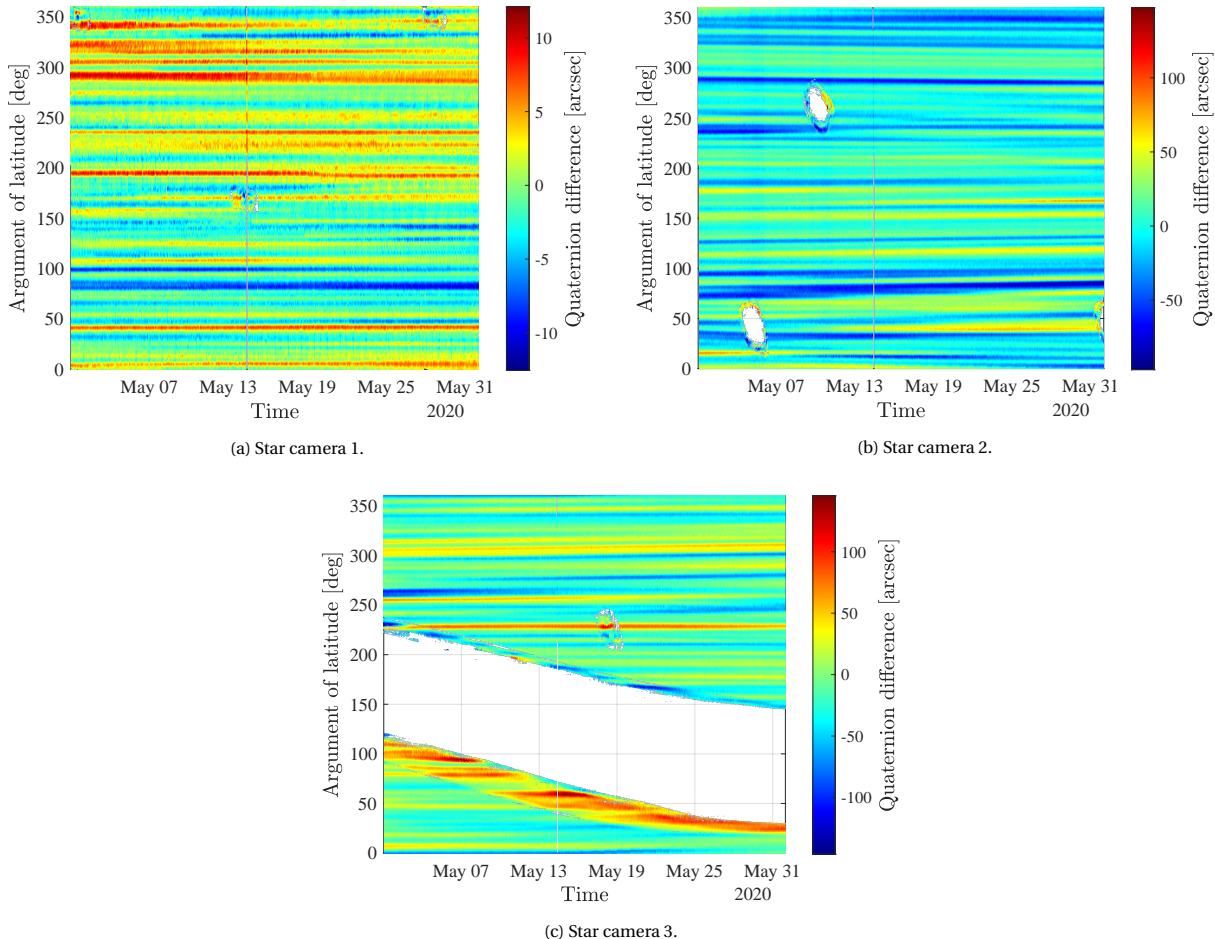 Argument of latitude [deg]
350
300
250
200
150
100
50
0
May 07 May 13 May 19 May 25 May 31
Time 2020
10
5
0
-5
-10
Quaternion difference [arcsec]
(a) Star camera 1.
Argument of latitude [deg]
350
300
250
200
150
100
50
0
May 07 May 13 May 19 May 25 May 31
Time 2020
100
50
0
-50
Quaternion difference [arcsec]
(b) Star camera 2.
Argument of latitude [deg]
350
300
250
200
150
100
50
0
May 07 May 13 May 19 May 25 May 31
Time 2020
100
50
0
-50
-100
Quaternion difference [arcsec]
(c) Star camera 3.